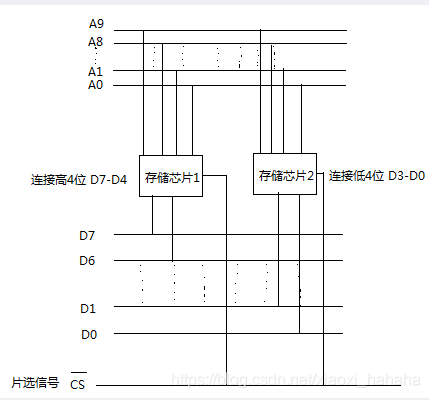 A9
A8
A1
A0
连接高4位 D7-D4
存储芯片1
存储芯片2
连接低4位 D3-D0
D7
D6
D1
D0
片选信号 CS
https://blog.csdn.net/xiaoxi_hahaha